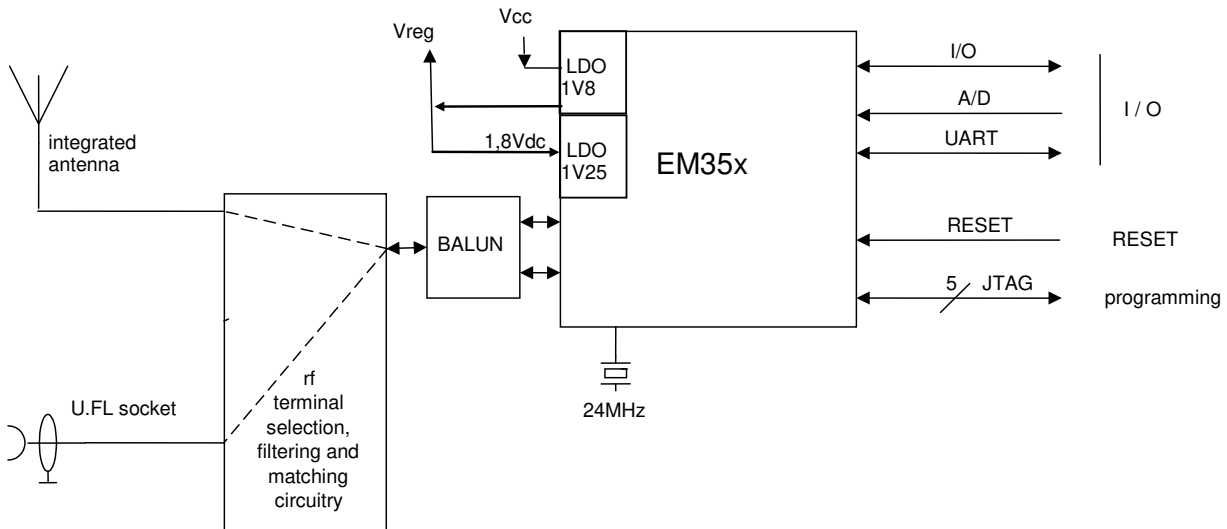 Vcc
Vreg
LDO
1V8
I/O
integrated
antenna
A/D
I / O
1,8Vdc
LDO
1V25
EM35x
UART
BALUN
RESET
RESET
5
JTAG
programming
rf
terminal
selection,
filtering and
matching
circuitry
U.FL socket
24MHz